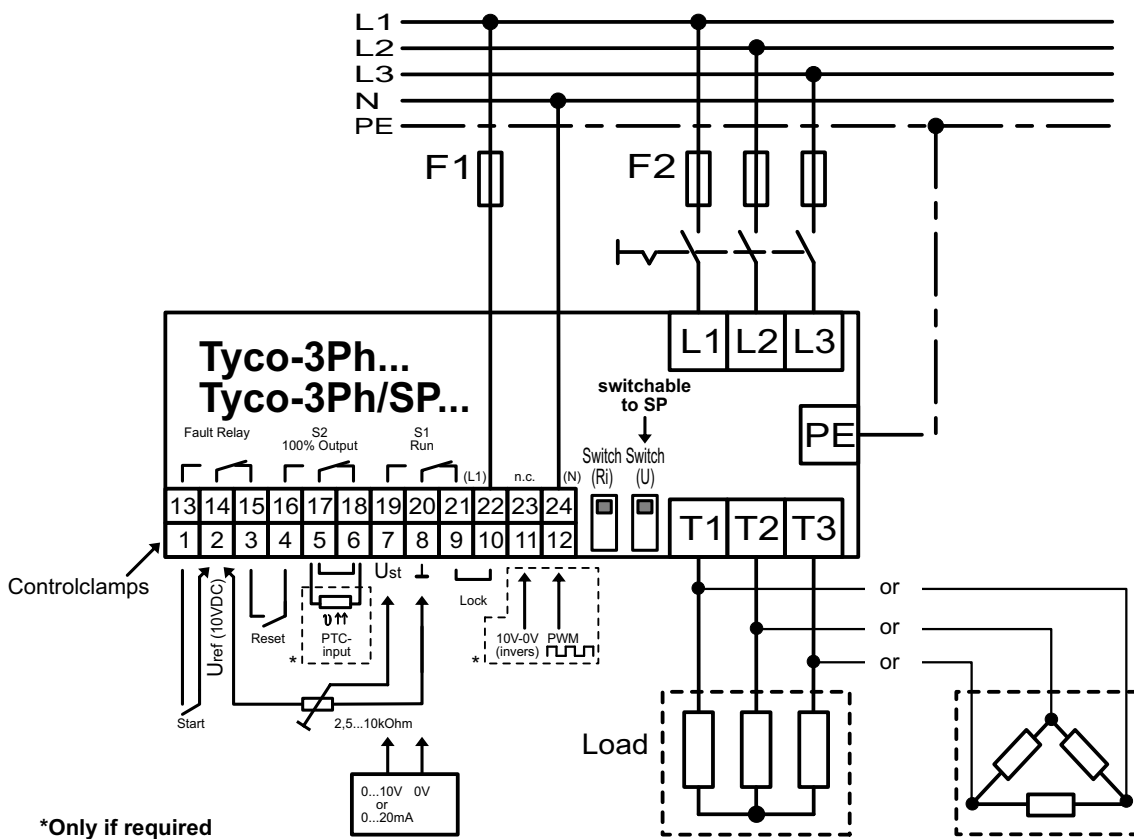 L1
L2
L3
N
PE
F1 F2
Tyco-3Ph...
Tyco-3Ph/SP...
L1 L2 L3
switchable
to SP
PE
Fault Relay
S2
100% Output
S1
Run
(L1) n.c. (N)
Switch
(Ri)
Switch
(U)
13 14 15 16 17 18 19 20 21 22 23 24
1 2 3 4 5 6 7 8 9 10 11 12
T1 T2 T3
Controlclamps
Uref (10VDC)
Start
Reset
υ
PTC-
input
*
Ust
Lock
10V-0V
(invers)
PWM
*
2,5...10kOhm
0...10V 0V
or
0...20mA
or
or
or
Load
*Only if required